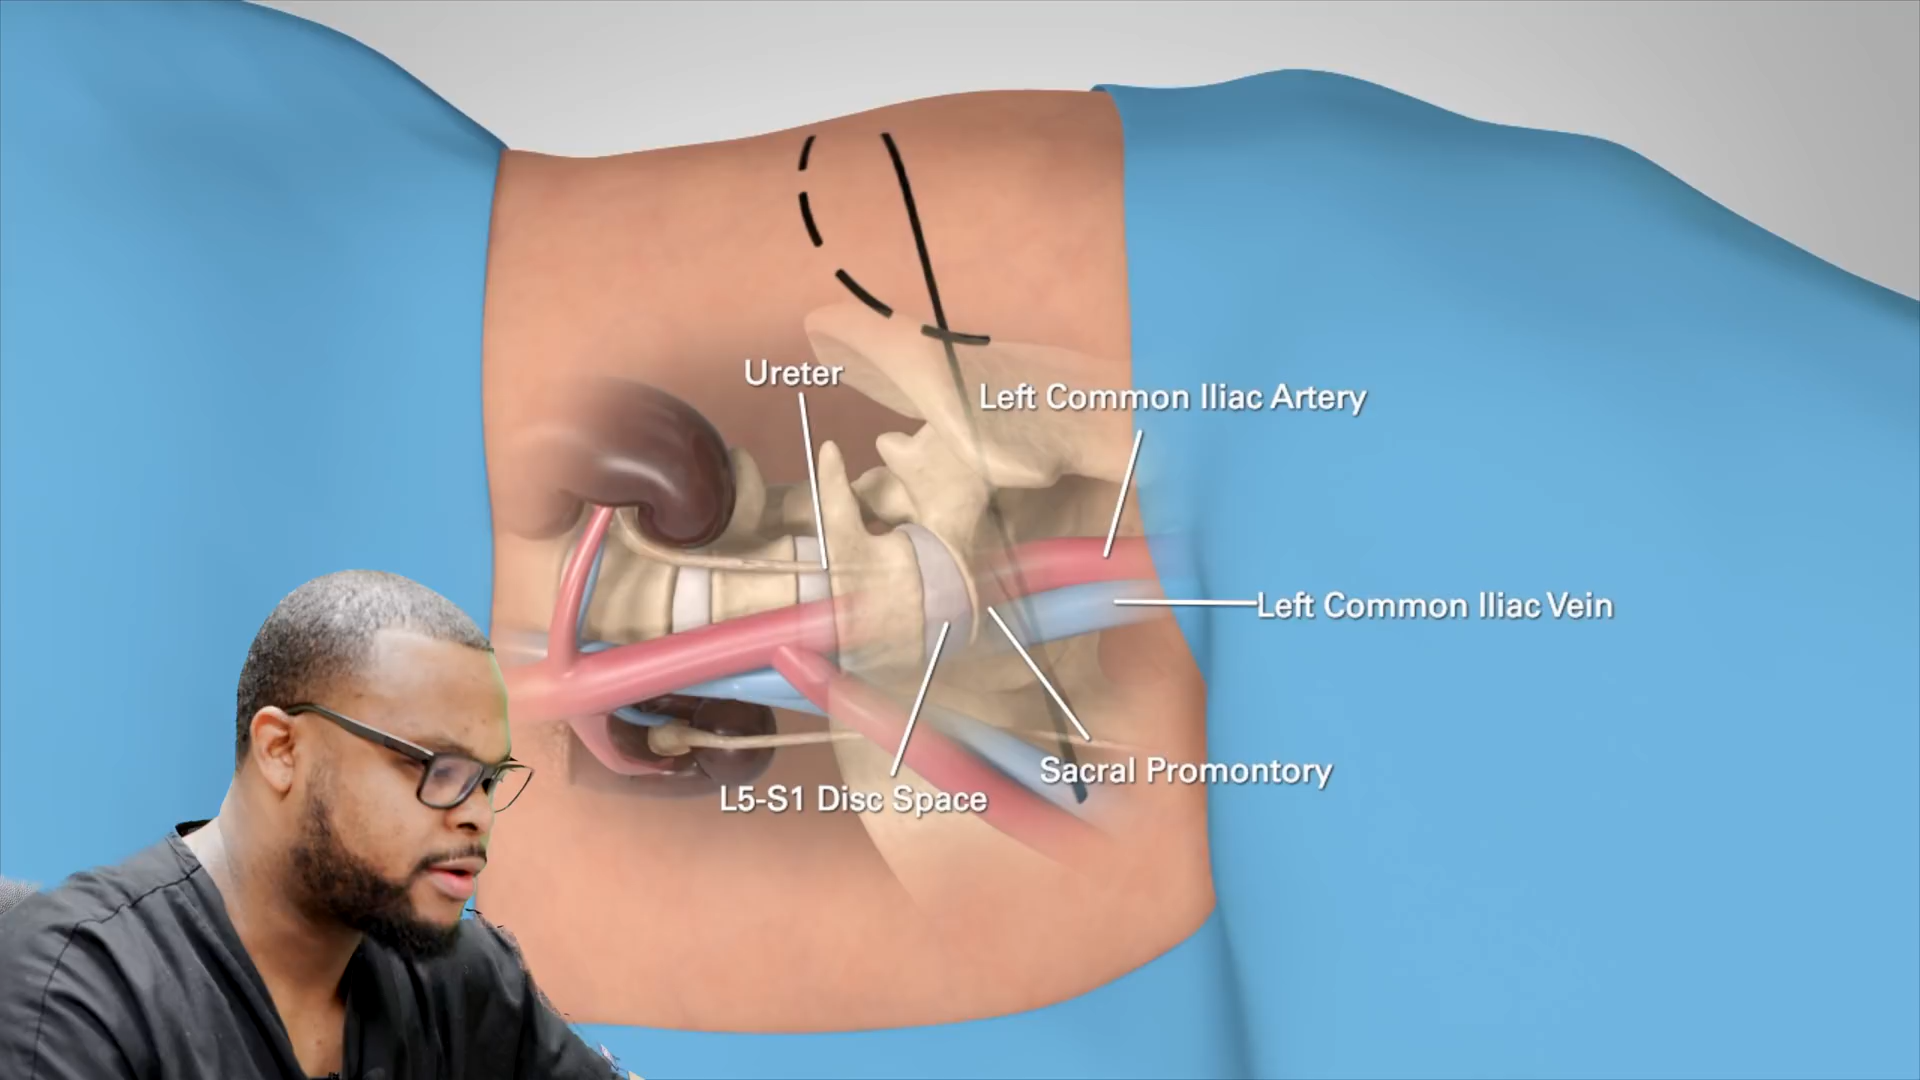 Ureter
Left Common Iliac Artery
Left Common Iliac Vein
Sacral Promontory
L5-S1 Disc Space